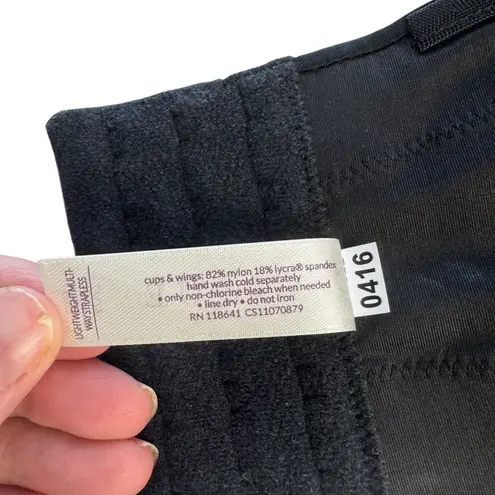 LIGHTWEIGHT MULTI-
WAY STRAPLESS
cups & wings: 82% nylon 18% lycra® spandex
hand wash cold separately
• only non-chlorine bleach when needed
• line dry • do not iron
RN 118641 CS11070879
0416